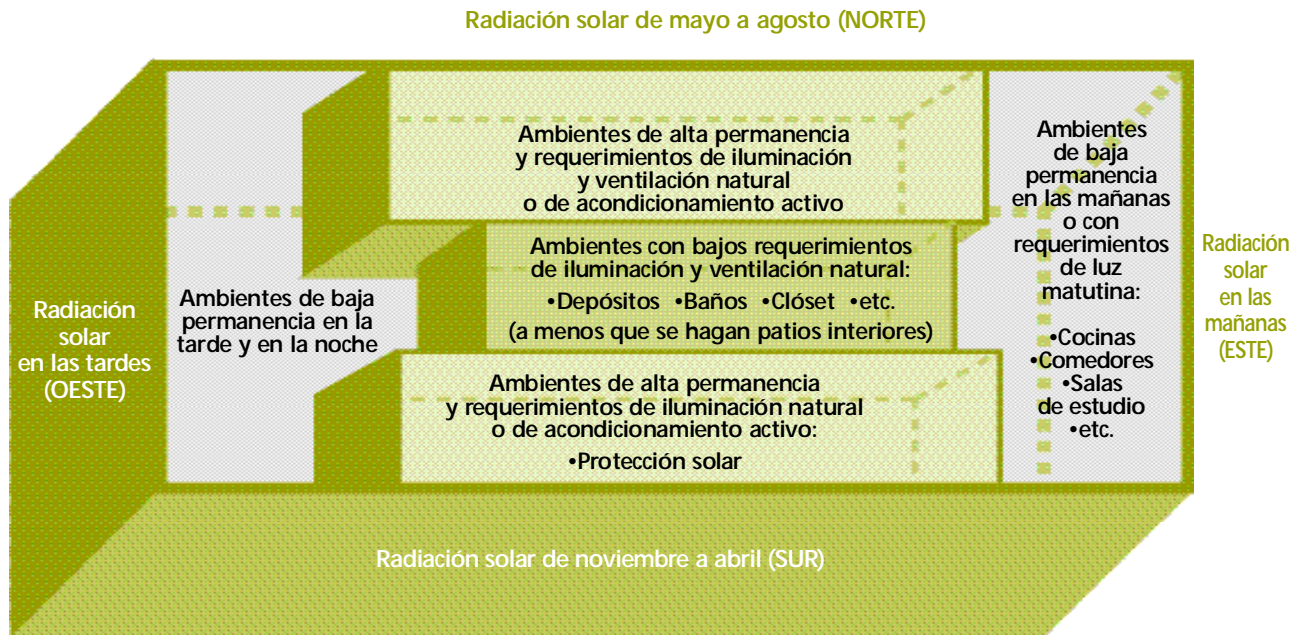 Radiación solar de mayo a agosto (NORTE)
Ambientes de alta permanencia
y requerimientos de iluminación
y ventilación natural
o de acondicionamiento activo
Ambientes
de baja
permanencia
en las mañanas
o con
requerimientos
de luz
matutina:
•Cocinas
•Comedores
•Salas
de estudio
•etc.
Radiación
solar
en las
mañanas
(ESTE)
Ambientes con bajos requerimientos
de iluminación y ventilación natural:
•Depósitos •Baños •Clóset •etc.
(a menos que se hagan patios interiores)
Ambientes de baja
permanencia en la
tarde y en la noche
Radiación
solar
en las tardes
(OESTE)
Ambientes de alta permanencia
y requerimientos de iluminación natural
o de acondicionamiento activo:
•Protección solar
Radiación solar de noviembre a abril (SUR)